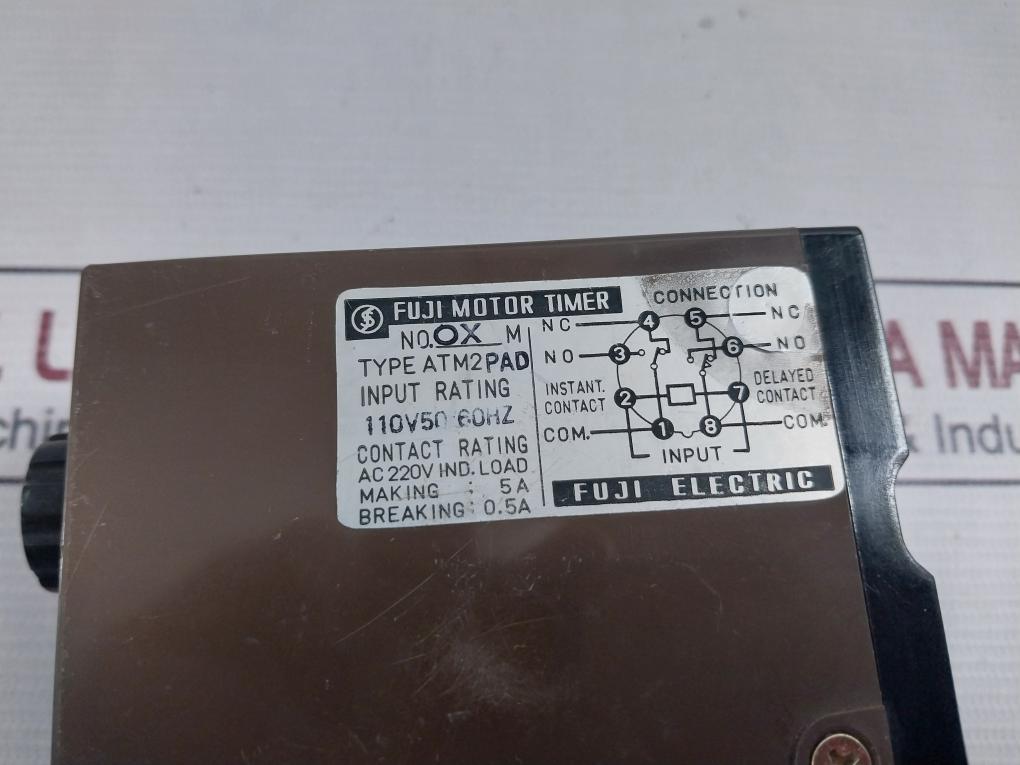 FUJI MOTOR TIMER
NO. OX M
TYPE ATM2PAD
INPUT RATING
110V50 60HZ
CONTACT RATING
AC 220V IND. LOAD
MAKING : 5A
BREAKING : 0.5A
CONNECTION
NC 4 5 NC
NO 3 6 NO
INSTANT. CONTACT 2 7 DELAYED CONTACT
COM. 1 8 COM.
INPUT
FUJI ELECTRIC
A MA
& Indu